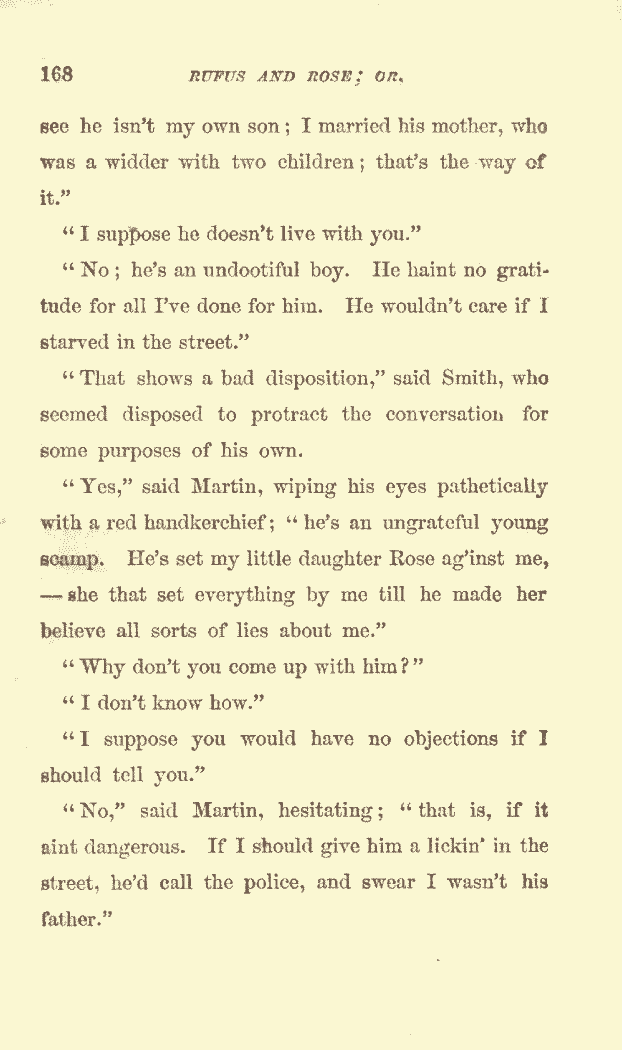 168 RUFUS AND ROSE; OR,
see he isn't my own son; I married his mother, who
was a widder with two children; that's the way of
it."
"I suppose he doesn't live with you."
"No; he's an undootiful boy. He haint no grati-
tude for all I've done for him. He wouldn't care if I
starved in the street."
"That shows a bad disposition," said Smith, who
seemed disposed to protract the conversation for
some purposes of his own.
"Yes," said Martin, wiping his eyes pathetically
with a red handkerchief; "he's an ungrateful young
scamp. He's set my little daughter Rose ag'inst me,
—she that set everything by me till he made her
believe all sorts of lies about me."
"Why don't you come up with him?"
"I don't know how."
"I suppose you would have no objections if I
should tell you."
"No," said Martin, hesitating; "that is, if it
aint dangerous. If I should give him a lickin' in the
street, he'd call the police, and swear I wasn't his
father."